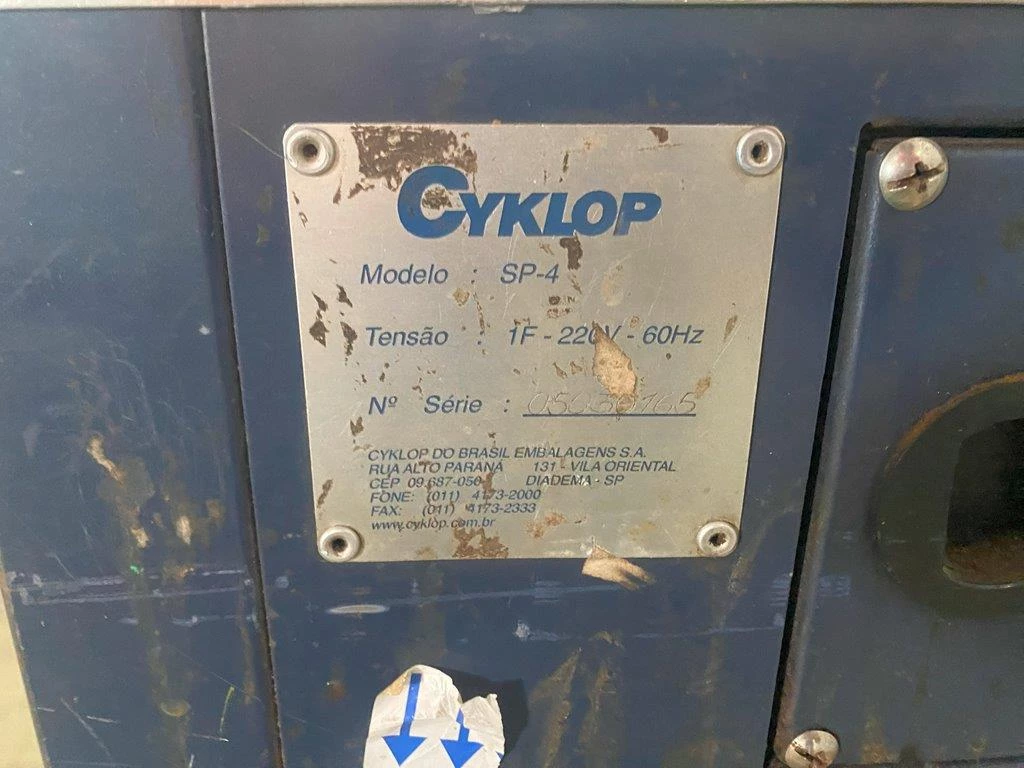 CYKLOP
Modelo : SP-4
Tensão : 1F - 220V - 60Hz
Nº Série :
CYKLOP DO BRASIL EMBALAGENS S.A.
RUA ALTO PARANÁ 131 - VILA ORIENTAL
CEP 09.687-050 DIADEMA - SP
FONE: (011) 4173-2000
FAX: (011) 4173-2333
www.cyklop.com.br